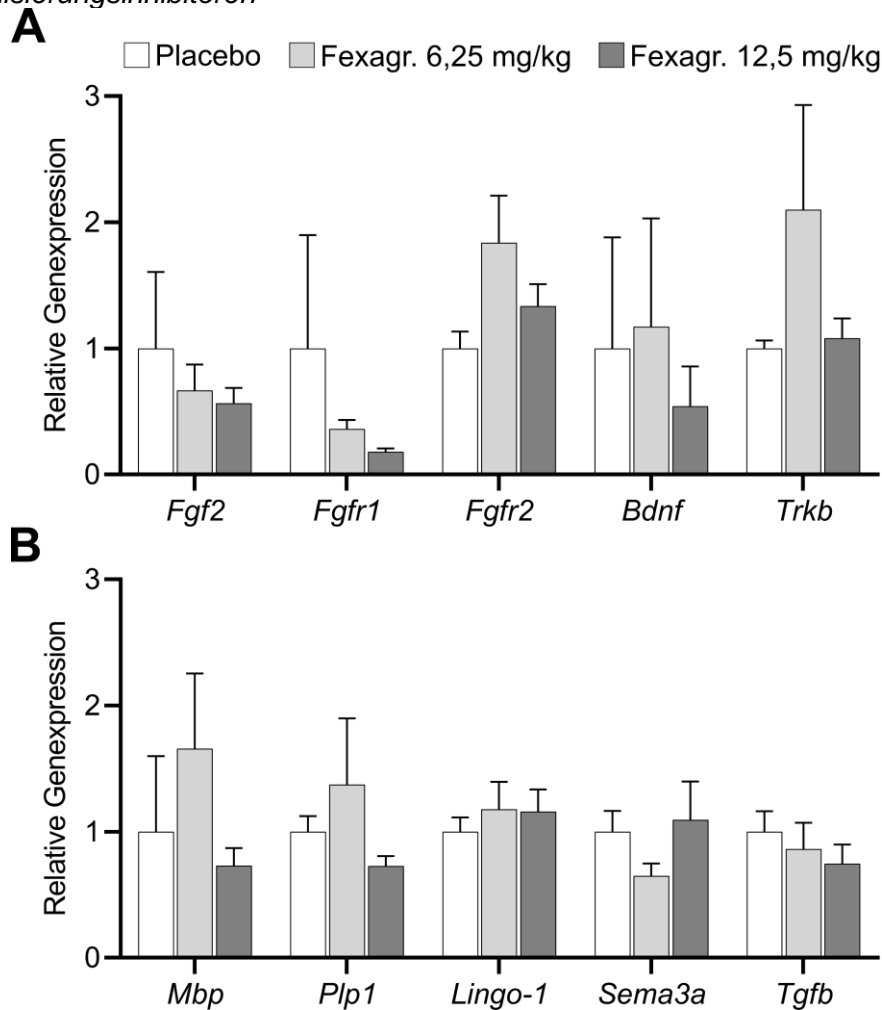 A
Placebo Fexagr. 6,25 mg/kg Fexagr. 12,5 mg/kg
3
2
1
0
Relative Genexpression
Fgf2 Fgfr1 Fgfr2 Bdnf Trkb
B
3
2
1
0
Relative Genexpression
Mbp Plp1 Lingo-1 Sema3a Tgfb